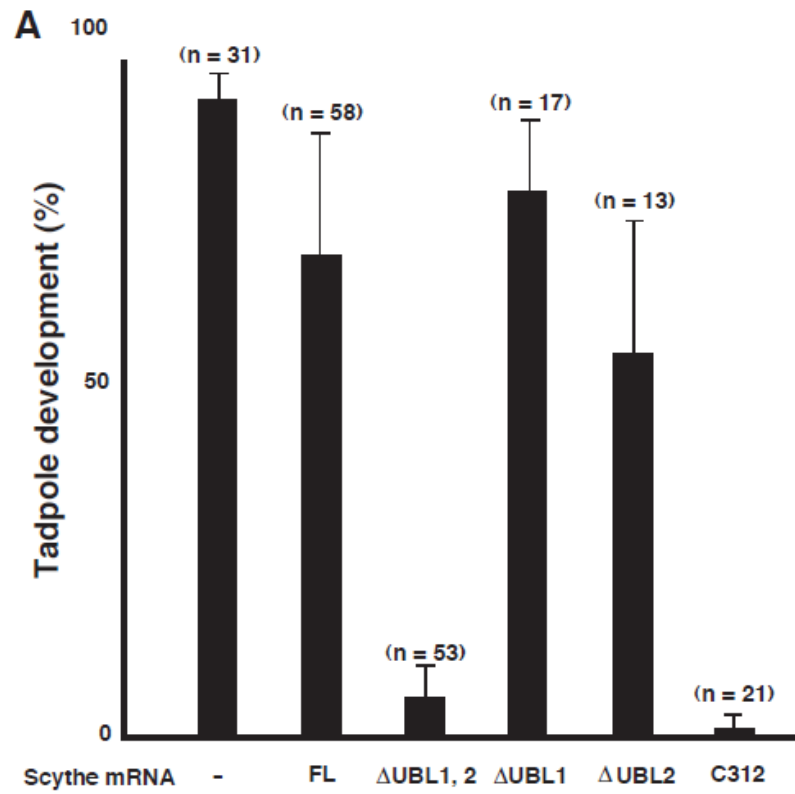 A
100
(n = 31)
(n = 58)
(n = 17)
(n = 13)
Tadpole development (%)
50
(n = 53)
(n = 21)
0
Scythe mRNA - FL ΔUBL1, 2 ΔUBL1 ΔUBL2 C312